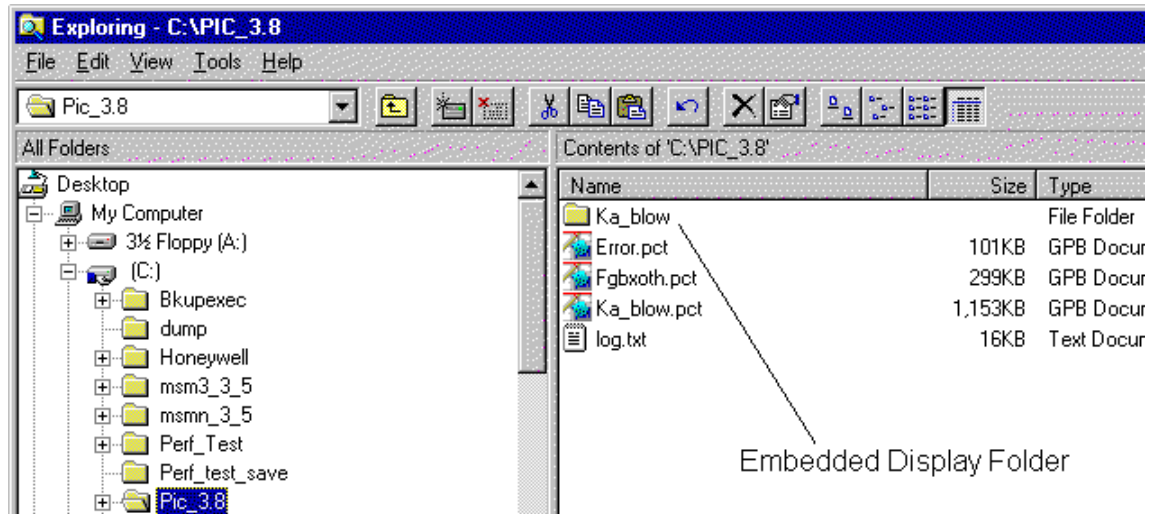 Exploring - C:\PIC_3.8
File Edit View Tools Help
Pic_3.8
All Folders
Contents of 'C:\PIC_3.8'
Desktop
My Computer
3½ Floppy (A:)
(C:)
Bkupexec
dump
Honeywell
msm3_3_5
msmn_3_5
Perf_Test
Perf_test_save
Pic_3.8
Name Size Type
Ka_blow File Folder
Error.pct 101KB GPB Docur
Fgbxoth.pct 299KB GPB Docur
Ka_blow.pct 1,153KB GPB Docur
log.txt 16KB Text Docur
Embedded Display Folder